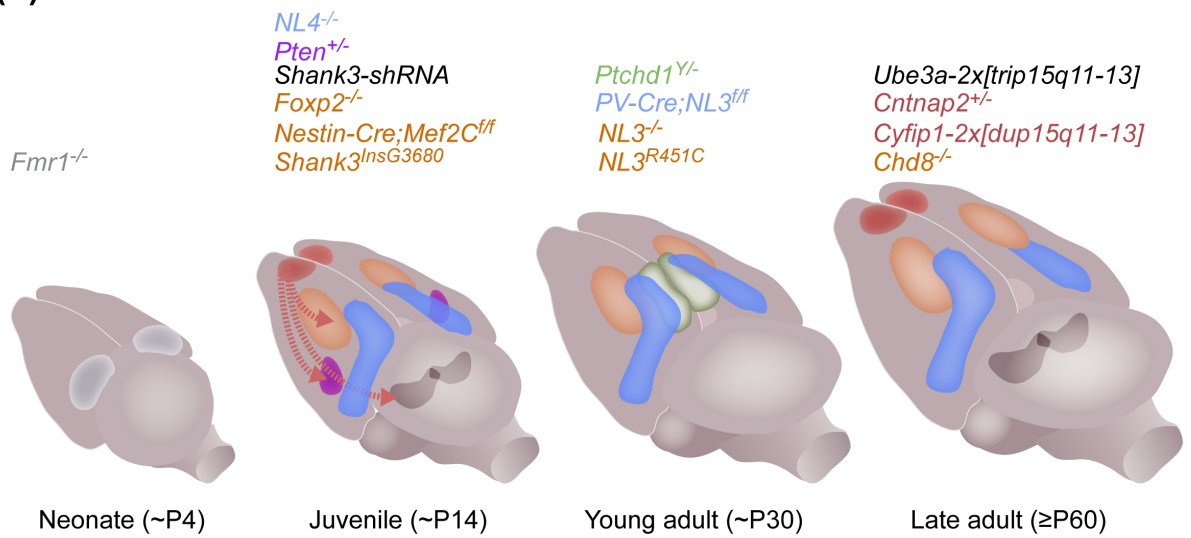 Fmr1-/-
NL4-/-
Pten+/-
Shank3-shRNA
Foxp2-/-
Nestin-Cre;Mef2Cf/f
Shank3InsG3680
Ptchd1Y/-
PV-Cre;NL3f/f
NL3-/-
NL3R451C
Ube3a-2x[trip15q11-13]
Cntnap2+/-
Cyfip1-2x[dup15q11-13]
Chd8-/-
Neonate (~P4)
Juvenile (~P14)
Young adult (~P30)
Late adult (≥P60)